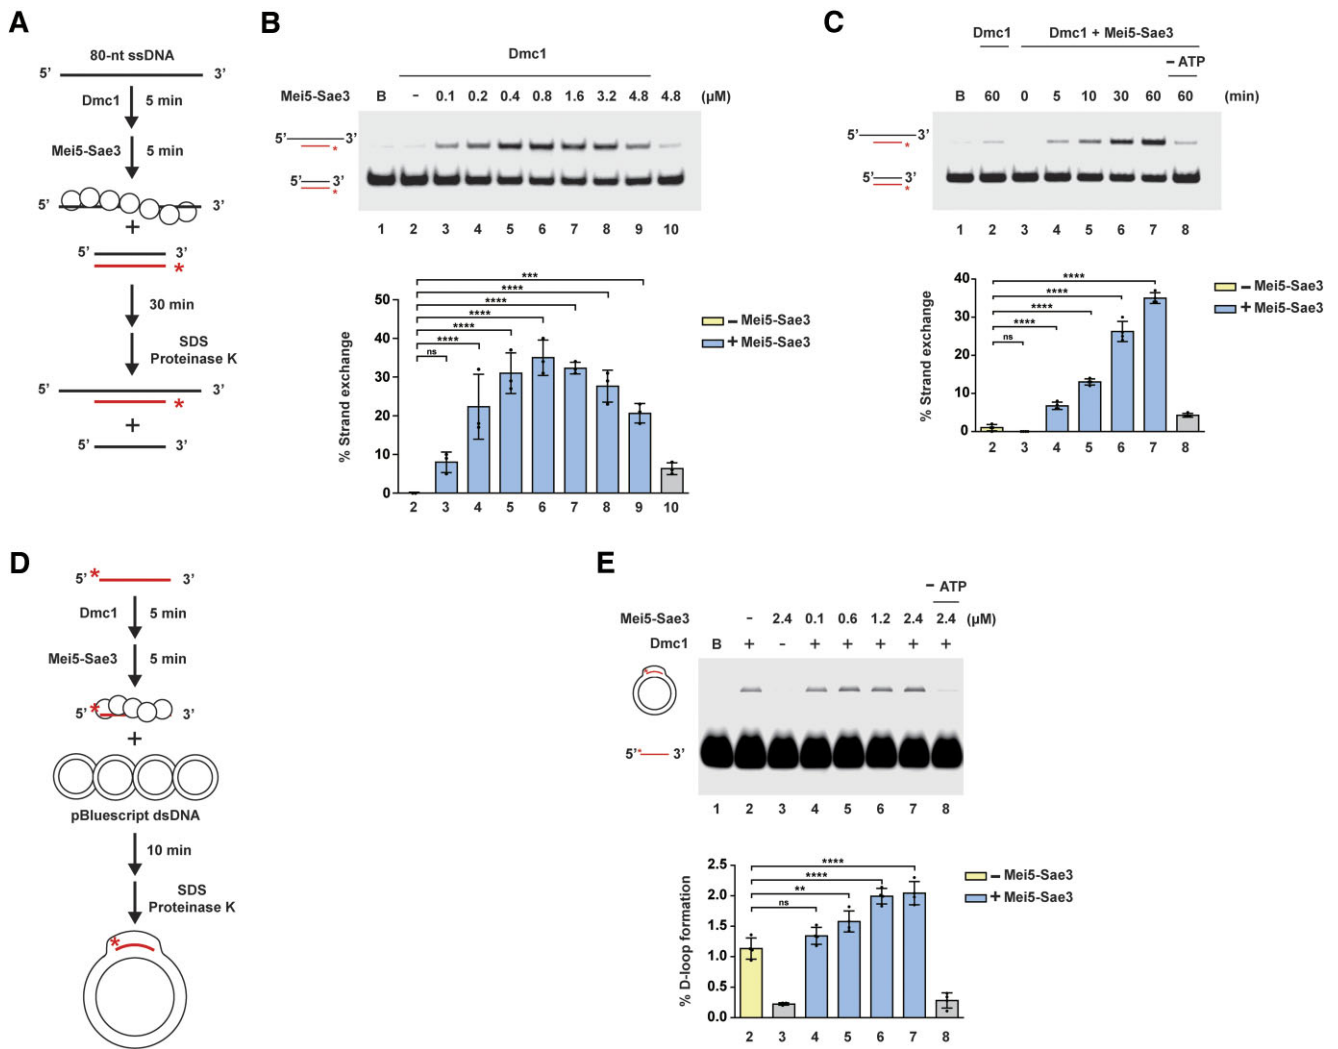 A
80-nt ssDNA
5’ 3’
Dmc1 5 min
Mei5-Sae3 5 min
5’ 3’
+
5’ 3’
*
30 min
SDS
Proteinase K
5’ 3’
*
+
5’ 3’
B
Dmc1
Mei5-Sae3 B – 0.1 0.2 0.4 0.8 1.6 3.2 4.8 4.8 (μM)
5’ 3’
*
5’ 3’
*
1 2 3 4 5 6 7 8 9 10
% Strand exchange
50
40
30
20
10
0
***
****
****
****
****
****
ns
2 3 4 5 6 7 8 9 10
– Mei5-Sae3
+ Mei5-Sae3
C
Dmc1 Dmc1 + Mei5-Sae3
– ATP
B 60 0 5 10 30 60 60 (min)
5’ 3’
*
5’ 3’
*
1 2 3 4 5 6 7 8
% Strand exchange
40
30
20
10
0
****
****
****
****
ns
2 3 4 5 6 7 8
– Mei5-Sae3
+ Mei5-Sae3
D
5’ * 3’
Dmc1 5 min
Mei5-Sae3 5 min
5’ * 3’
+
pBluescript dsDNA
10 min
SDS
Proteinase K
*
E
– ATP
Mei5-Sae3 – 2.4 0.1 0.6 1.2 2.4 2.4 (μM)
Dmc1 B + – + + + + +
*
5’* 3’
1 2 3 4 5 6 7 8
% D-loop formation
2.5
2.0
1.5
1.0
0.5
0.0
****
****
**
ns
2 3 4 5 6 7 8
– Mei5-Sae3
+ Mei5-Sae3